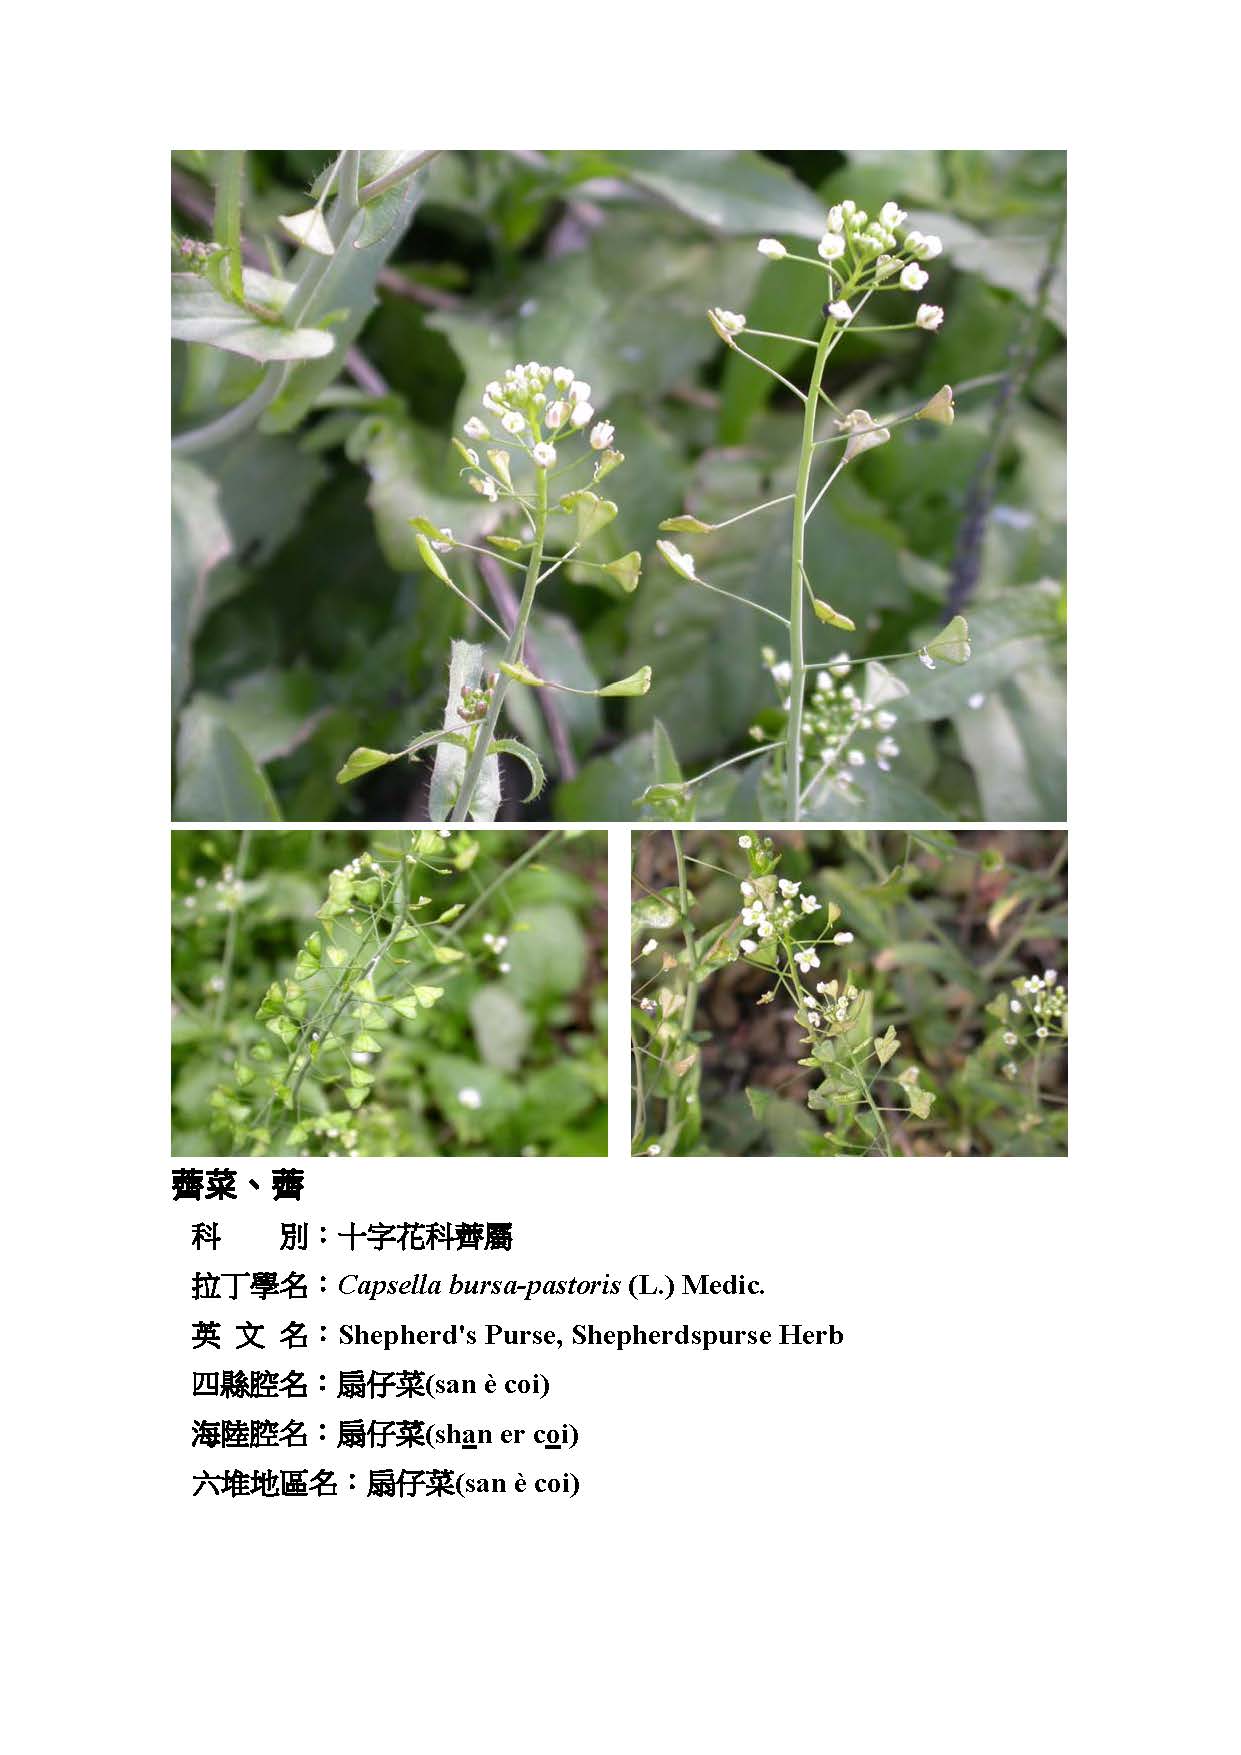 薺菜、薺
科　　別：十字花科薺屬
拉丁學名：Capsella bursa-pastoris (L.) Medic.
英 文 名：Shepherd's Purse, Shepherdspurse Herb
四縣腔名：扇仔菜(san è coi)
海陸腔名：扇仔菜(sha̲n er co̲i)
六堆地區名：扇仔菜(san è coi)